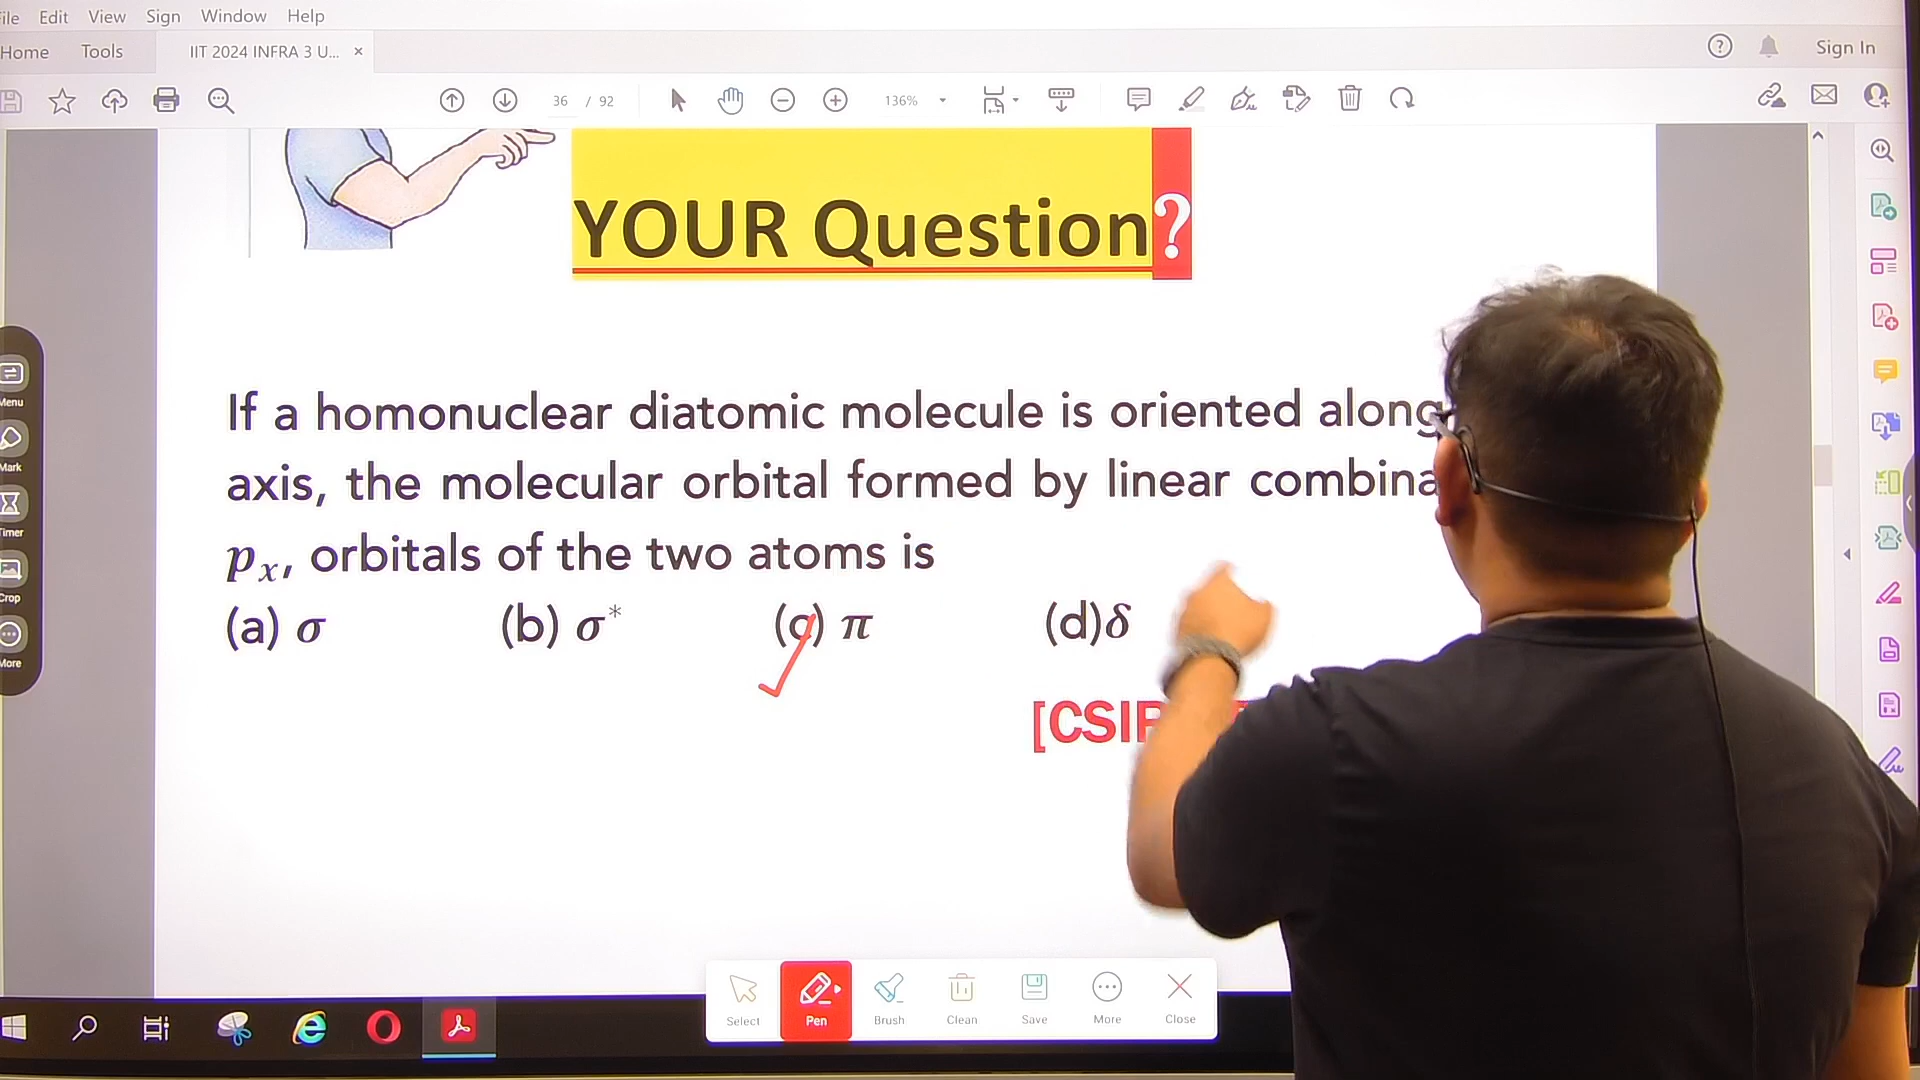 ile Edit View Sign Window Help
Home Tools IIT 2024 INFRA 3 U... × Sign In
36 / 92 136%
YOUR Question?
If a homonuclear diatomic molecule is oriented along
axis, the molecular orbital formed by linear combina
pₓ, orbitals of the two atoms is
(a) σ (b) σ* (c) π (d)δ
[CSIR
Menu
Mark
Timer
Crop
More
Select Pen Brush Clean Save More Close